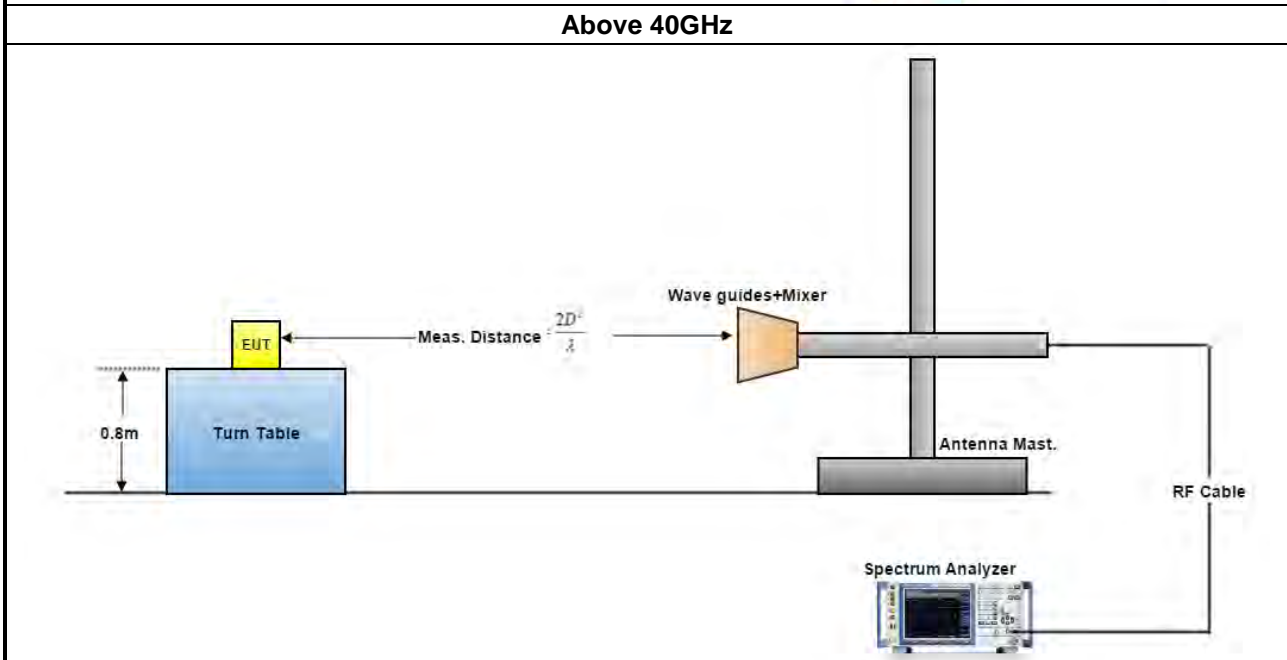 Above 40GHz
Wave guides+Mixer
EUT
Meas. Distance : 2D²/λ
0.8m
Turn Table
Antenna Mast.
RF Cable
Spectrum Analyzer